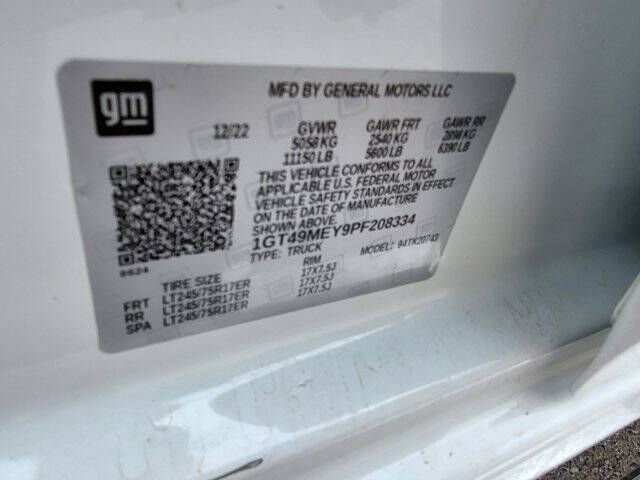 gm
MFD BY GENERAL MOTORS LLC
12/22 GVWR GAWR FRT GAWR RR
5058 KG 2540 KG 2898 KG
11150 LB 5600 LB 6390 LB
THIS VEHICLE CONFORMS TO ALL
APPLICABLE U.S. FEDERAL MOTOR
VEHICLE SAFETY STANDARDS IN EFFECT
ON THE DATE OF MANUFACTURE
SHOWN ABOVE.
1GT49MEY9PF208334
TYPE: TRUCK MODEL: 94TK20743
8624
TIRE SIZE RIM
FRT LT245/75R17ER 17X7.5J
RR LT245/75R17ER 17X7.5J
SPA LT245/75R17ER 17X7.5J